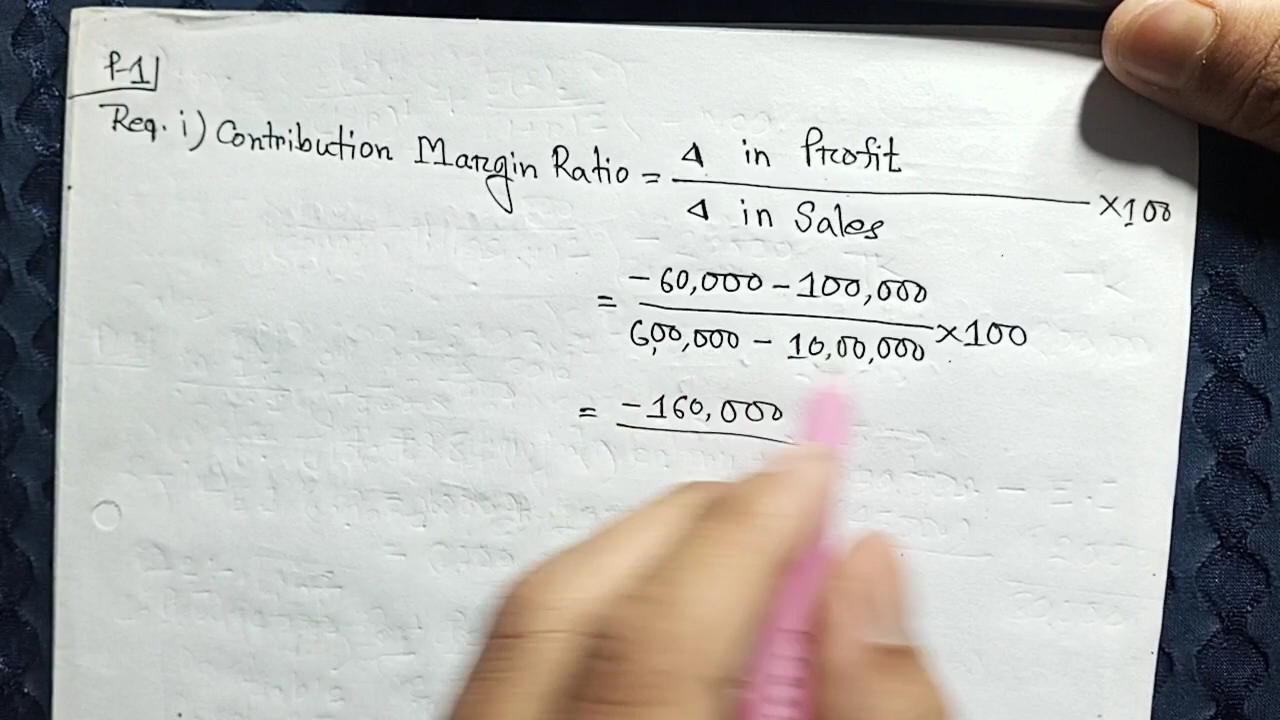 P-1
Req. i) Contribution Margin Ratio = Δ in Profit / Δ in Sales ×100
= -60,000 - 100,000 / 600,000 - 10,00,000 ×100
= -160,000